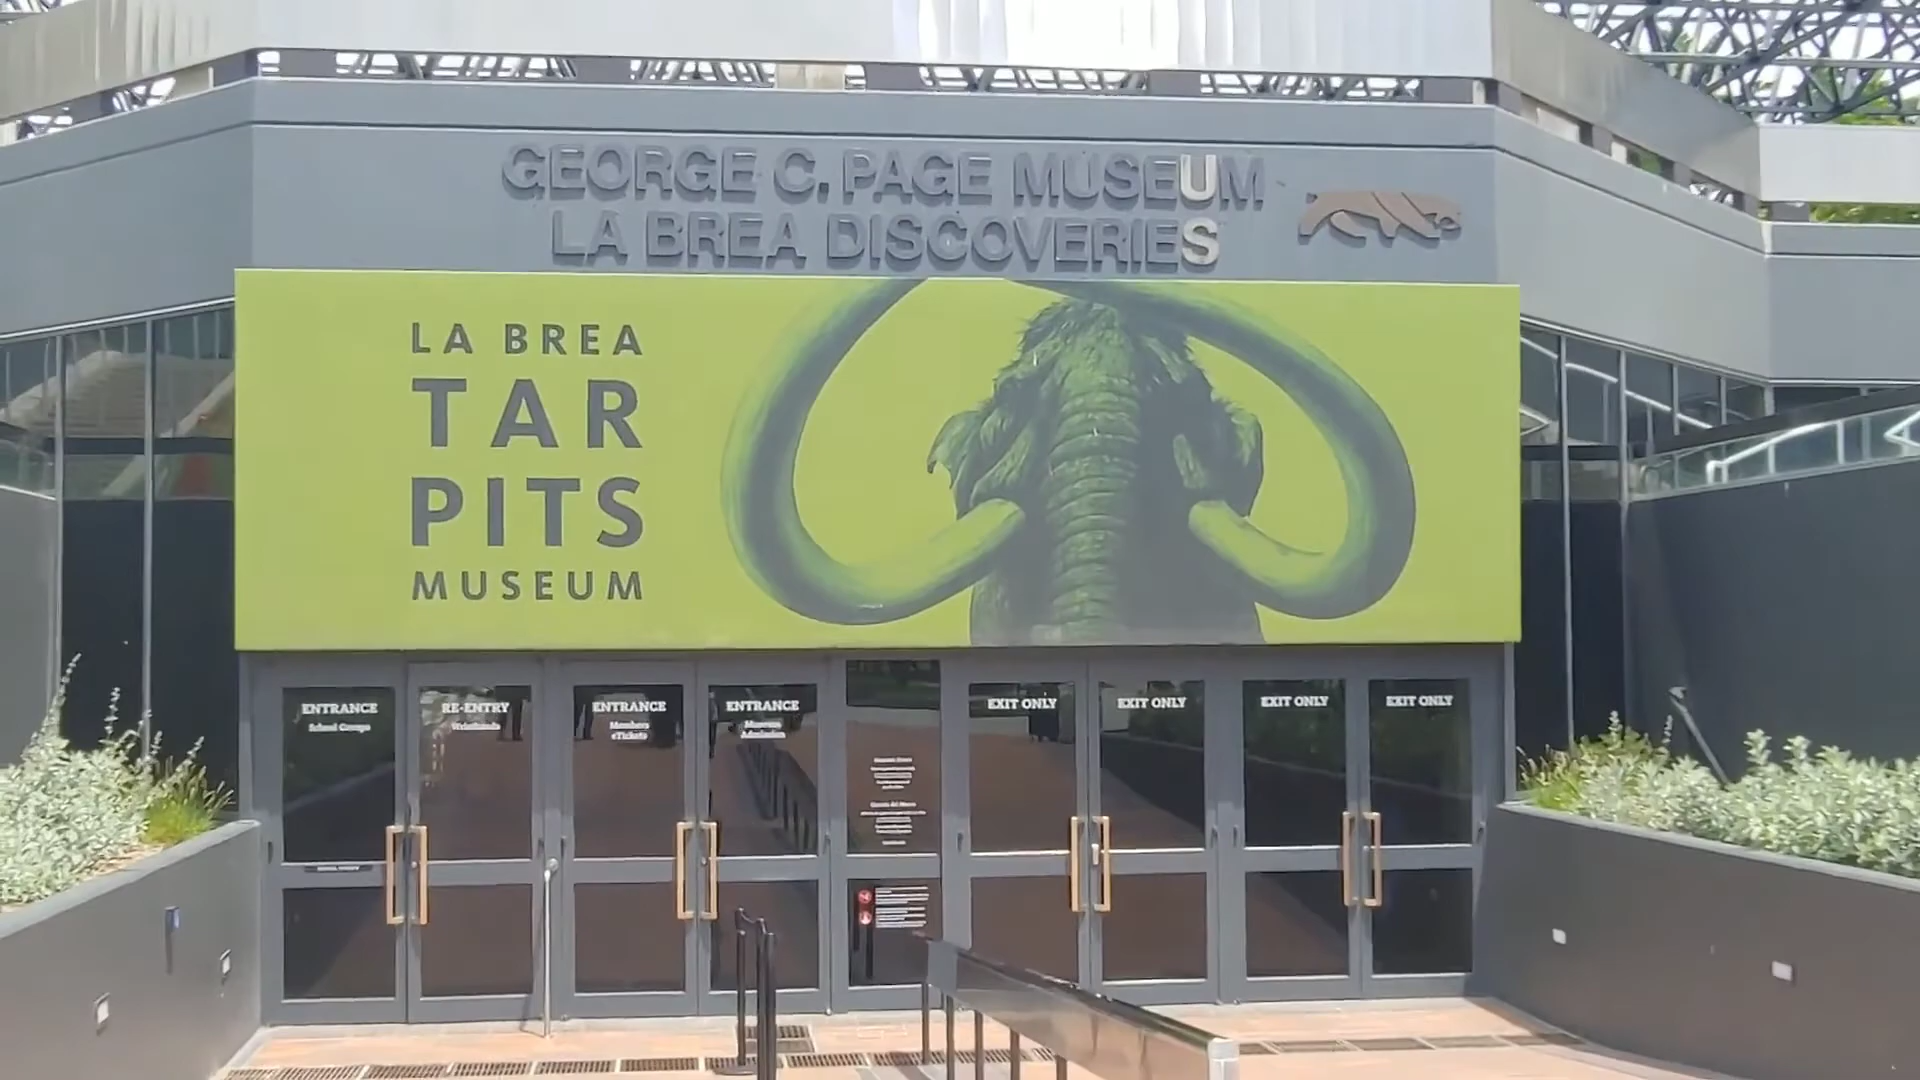 GEORGE C. PAGE MUSEUM
LA BREA DISCOVERIES
LA BREA
TAR
PITS
MUSEUM
ENTRANCE
School Groups
RE-ENTRY
Wristbands
ENTRANCE
Members
eTickets
ENTRANCE
Museum
Admission
EXIT ONLY
EXIT ONLY
EXIT ONLY
EXIT ONLY